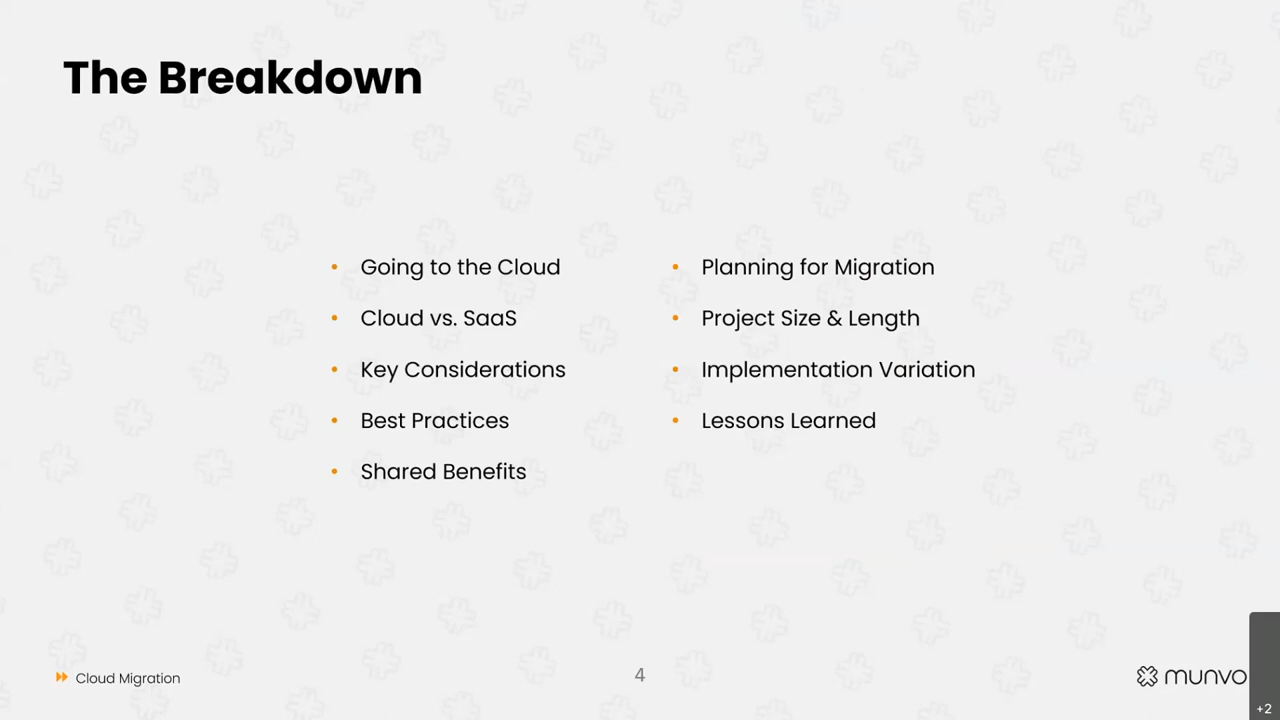 The Breakdown
• Going to the Cloud
• Cloud vs. SaaS
• Key Considerations
• Best Practices
• Shared Benefits
• Planning for Migration
• Project Size & Length
• Implementation Variation
• Lessons Learned
Cloud Migration
4
munvo
+2